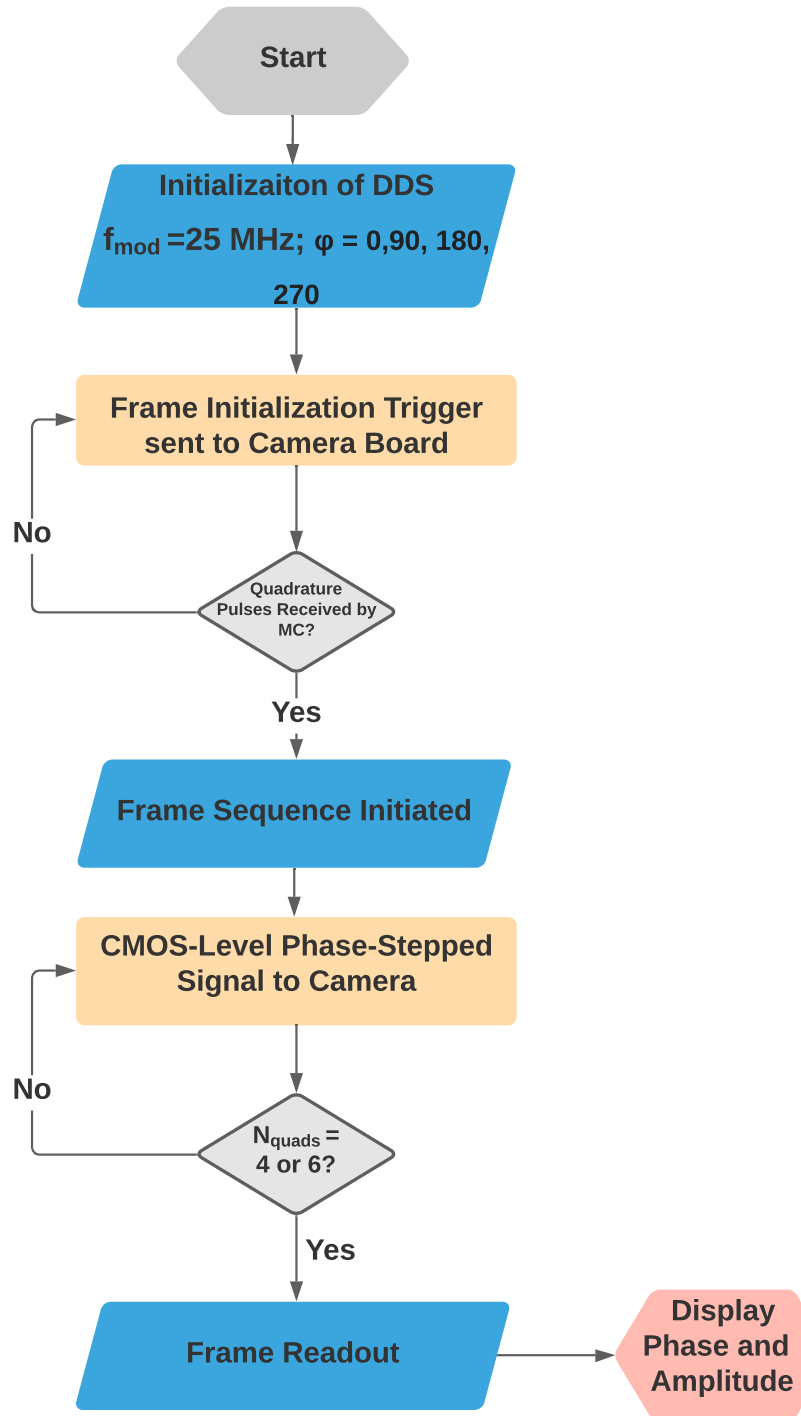 Start
Initializaiton of DDS
fmod =25 MHz; φ = 0,90, 180,
270
Frame Initialization Trigger
sent to Camera Board
No
Quadrature
Pulses Received by
MC?
Yes
Frame Sequence Initiated
CMOS-Level Phase-Stepped
Signal to Camera
No
Nquads =
4 or 6?
Yes
Frame Readout
Display
Phase and
Amplitude